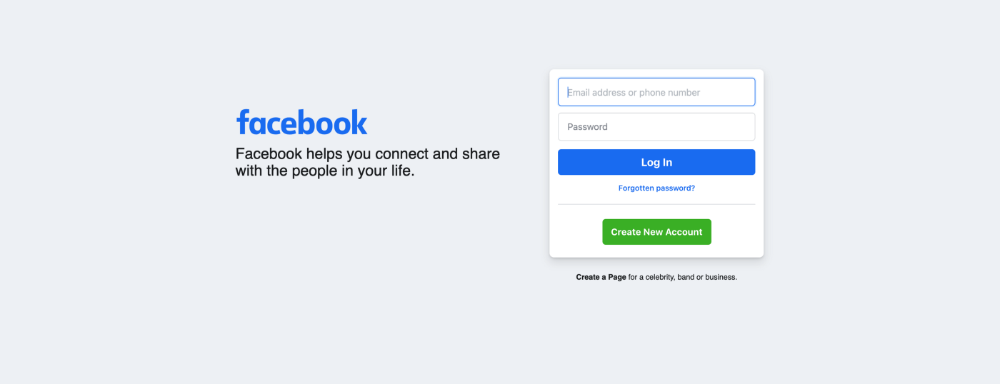 facebook
Facebook helps you connect and share
with the people in your life.
Email address or phone number
Password
Log In
Forgotten password?
Create New Account
Create a Page for a celebrity, band or business.